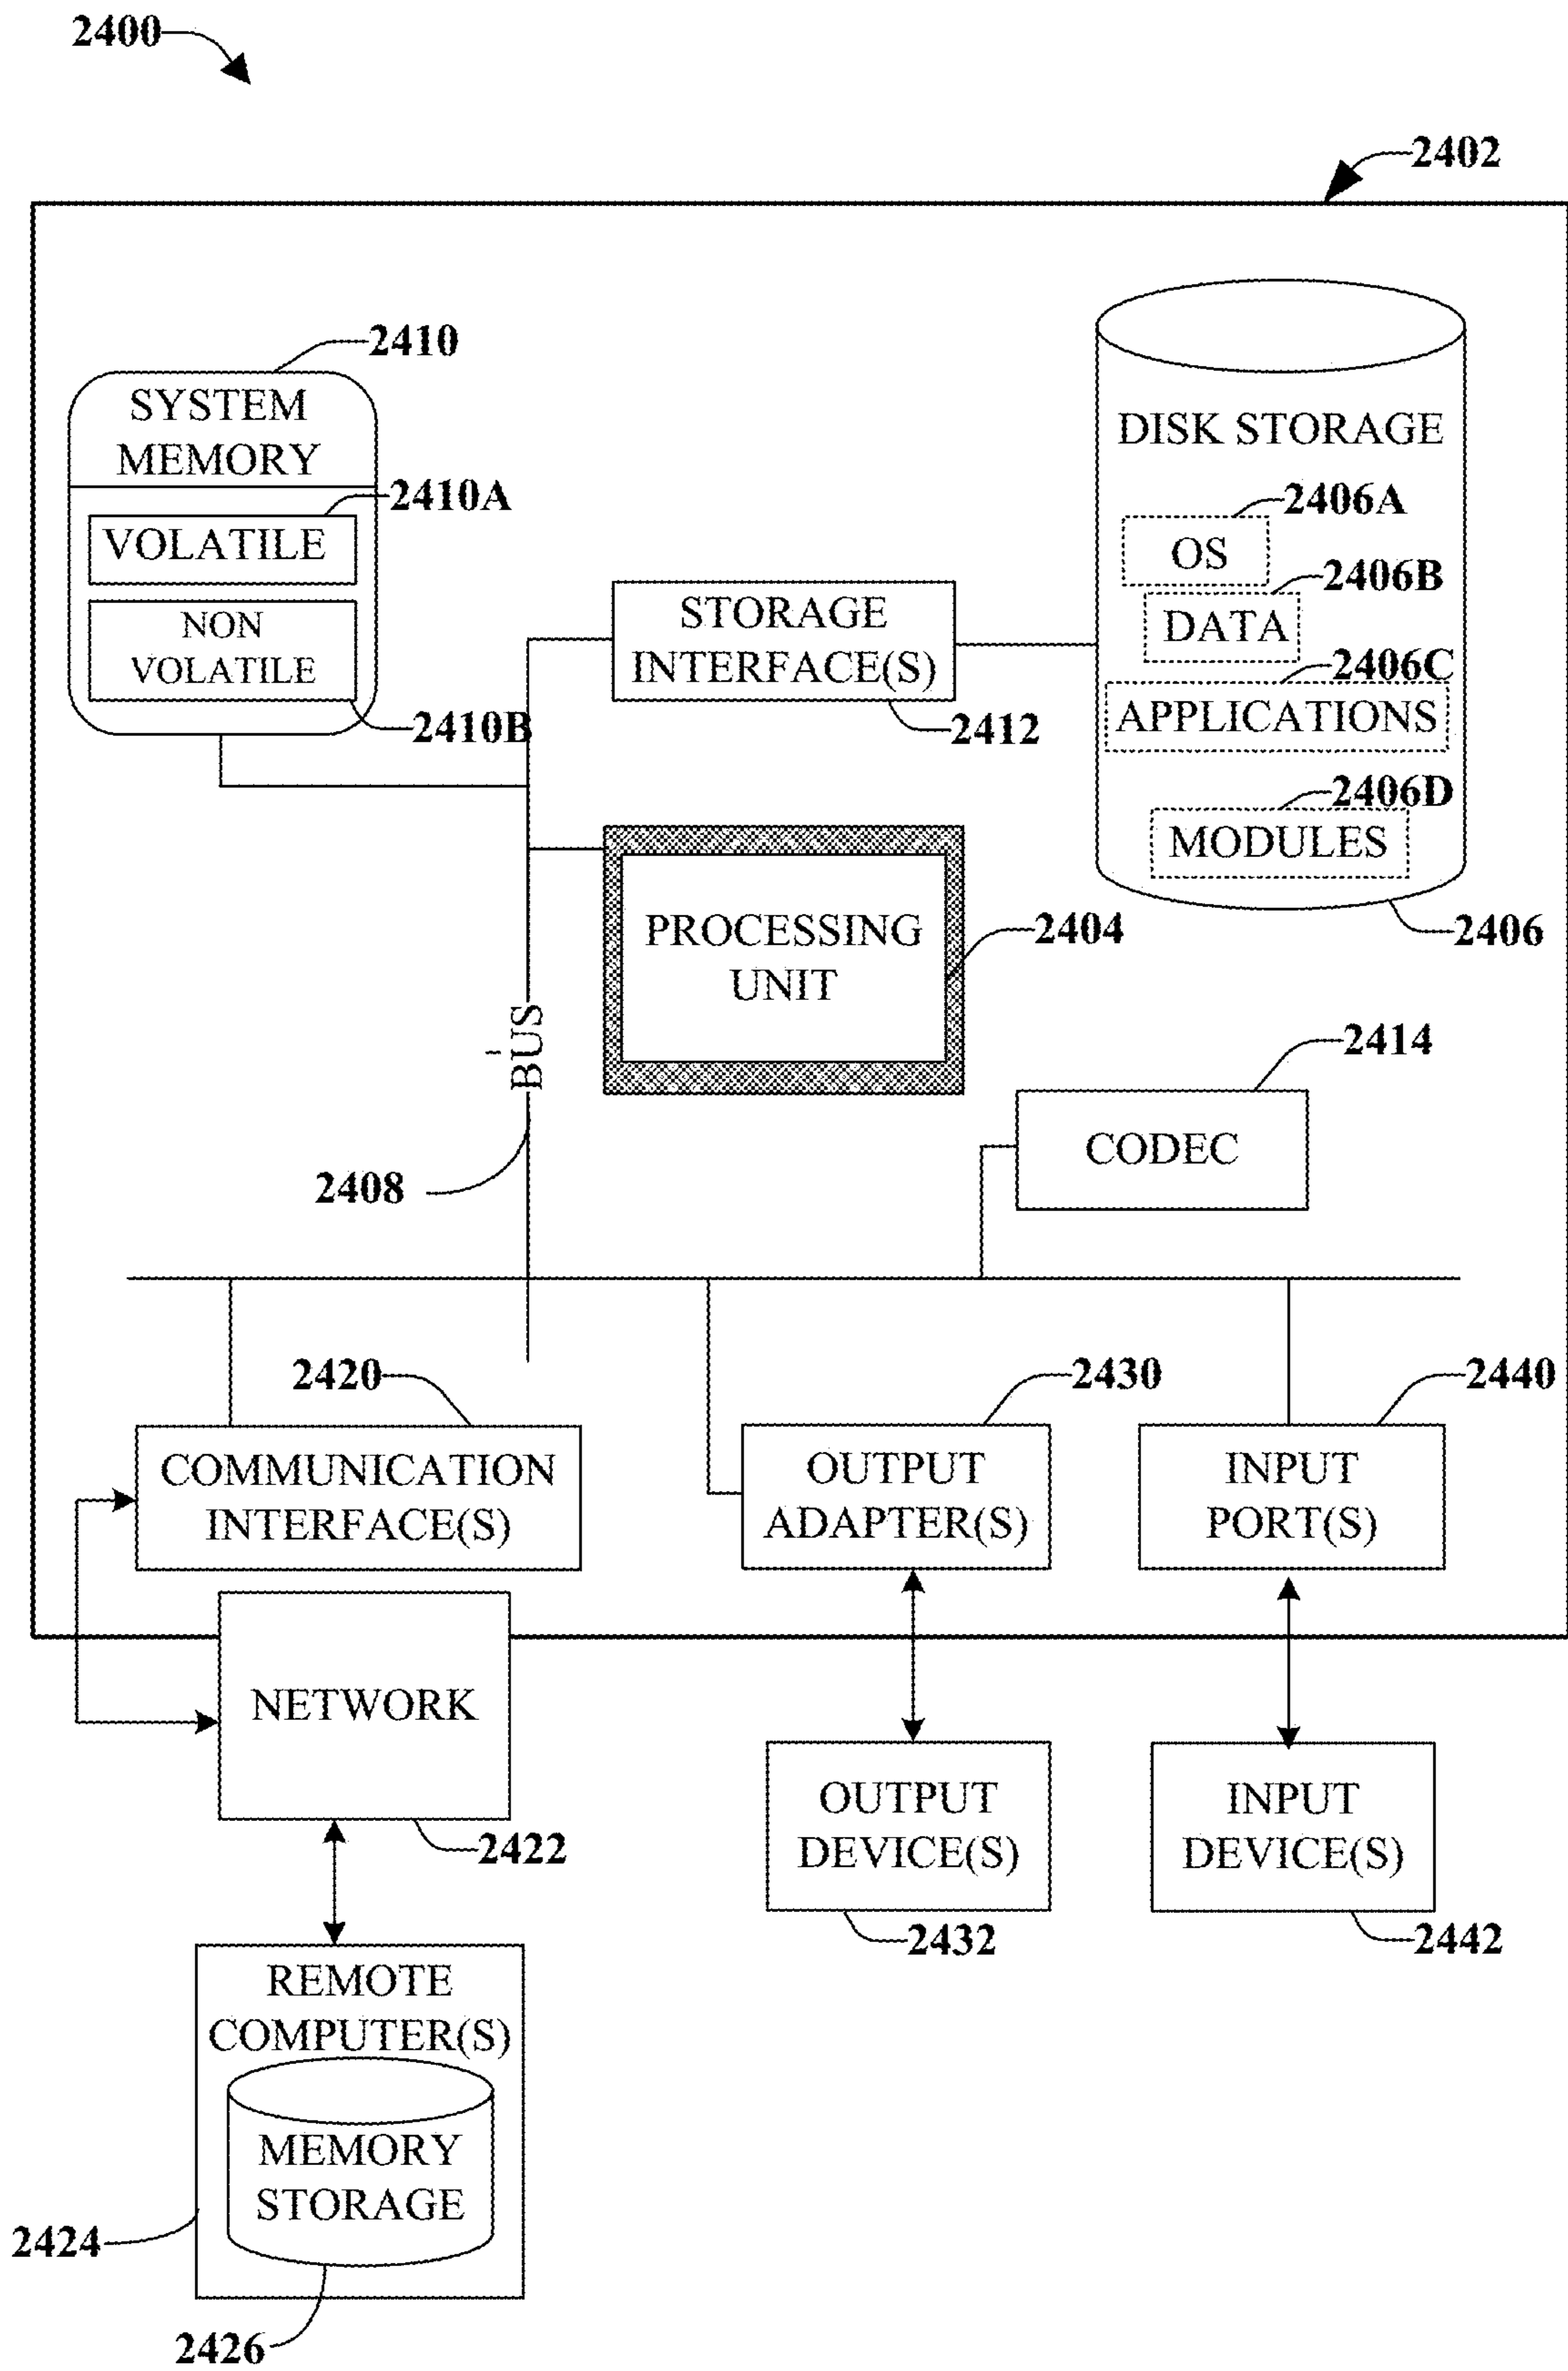 2400
2402
2410
SYSTEM
MEMORY
2410A
VOLATILE
NON
VOLATILE
2410B
STORAGE
INTERFACE(S)
2412
DISK STORAGE
2406A
OS
2406B
DATA
2406C
APPLICATIONS
2406D
MODULES
2406
PROCESSING
UNIT
2404
BUS
2408
2414
CODEC
2420
COMMUNICATION
INTERFACE(S)
2430
OUTPUT
ADAPTER(S)
2440
INPUT
PORT(S)
NETWORK
2422
OUTPUT
DEVICE(S)
2432
INPUT
DEVICE(S)
2442
REMOTE
COMPUTER(S)
MEMORY
STORAGE
2424
2426